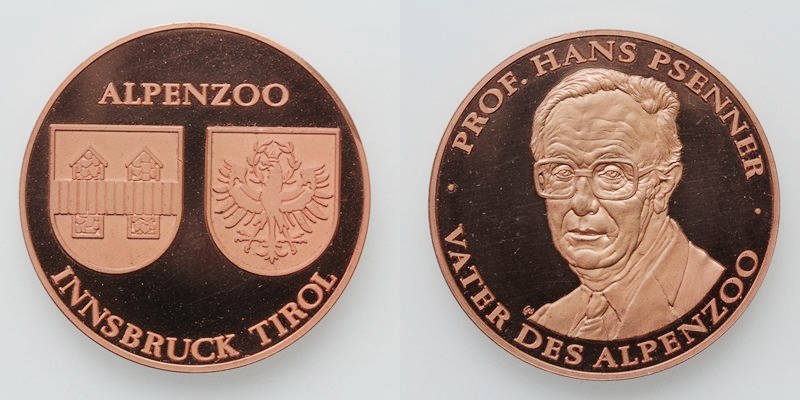 ALPENZOO
INNSBRUCK TIROL
PROF. HANS PSENNER
VATER DES ALPENZOO